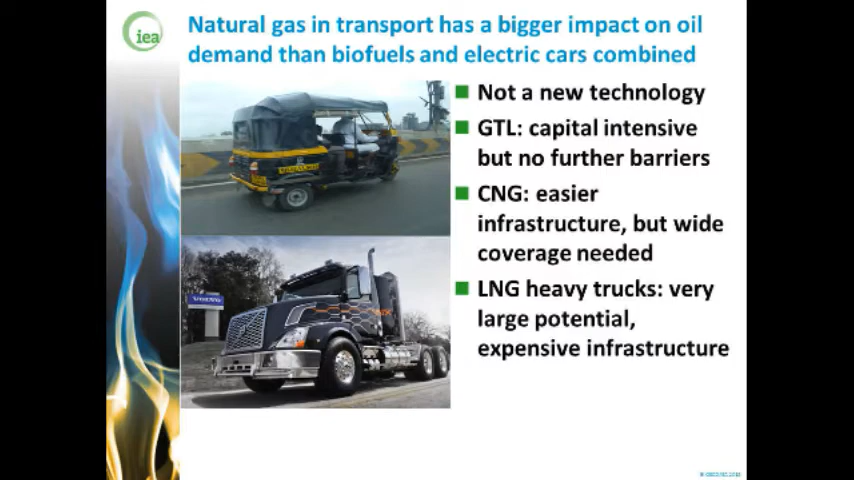 iea
Natural gas in transport has a bigger impact on oil
demand than biofuels and electric cars combined
Not a new technology
GTL: capital intensive
but no further barriers
CNG: easier
infrastructure, but wide
coverage needed
LNG heavy trucks: very
large potential,
expensive infrastructure
VOLVO